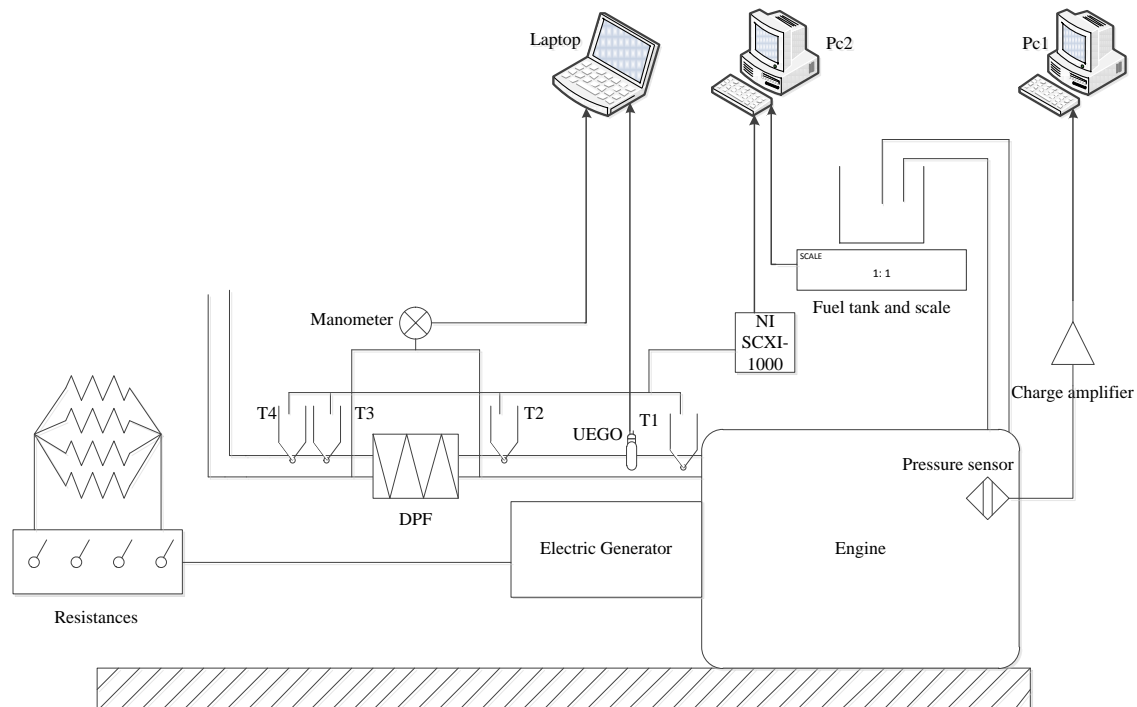 Laptop
Pc2
Pc1
SCALE
1: 1
Fuel tank and scale
Manometer
NI
SCXI-
1000
Charge amplifier
T4
T3
T2
UEGO
T1
Pressure sensor
DPF
Electric Generator
Engine
Resistances